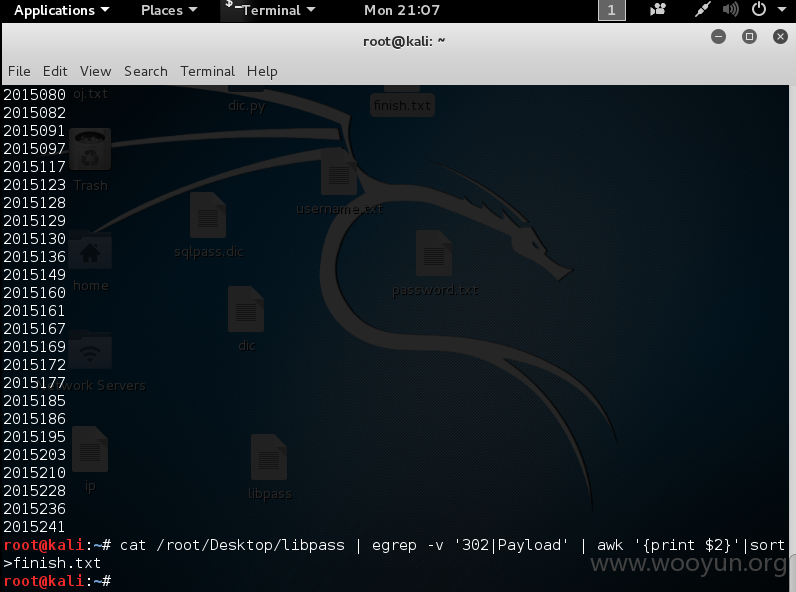 Applications Places Terminal Mon 21:07 1
root@kali: ~
File Edit View Search Terminal Help
oj.txt
dic.py
finish.txt
Trash
username.txt
sqlpass.dic
home
password.txt
dic
Network Servers
ip
libpass
2015080
2015082
2015091
2015097
2015117
2015123
2015128
2015129
2015130
2015136
2015149
2015160
2015161
2015167
2015169
2015172
2015177
2015185
2015186
2015195
2015203
2015210
2015228
2015236
2015241
root@kali:~# cat /root/Desktop/libpass | egrep -v '302|Payload' | awk '{print $2}'|sort
>finish.txt
root@kali:~#
www.wooyun.org